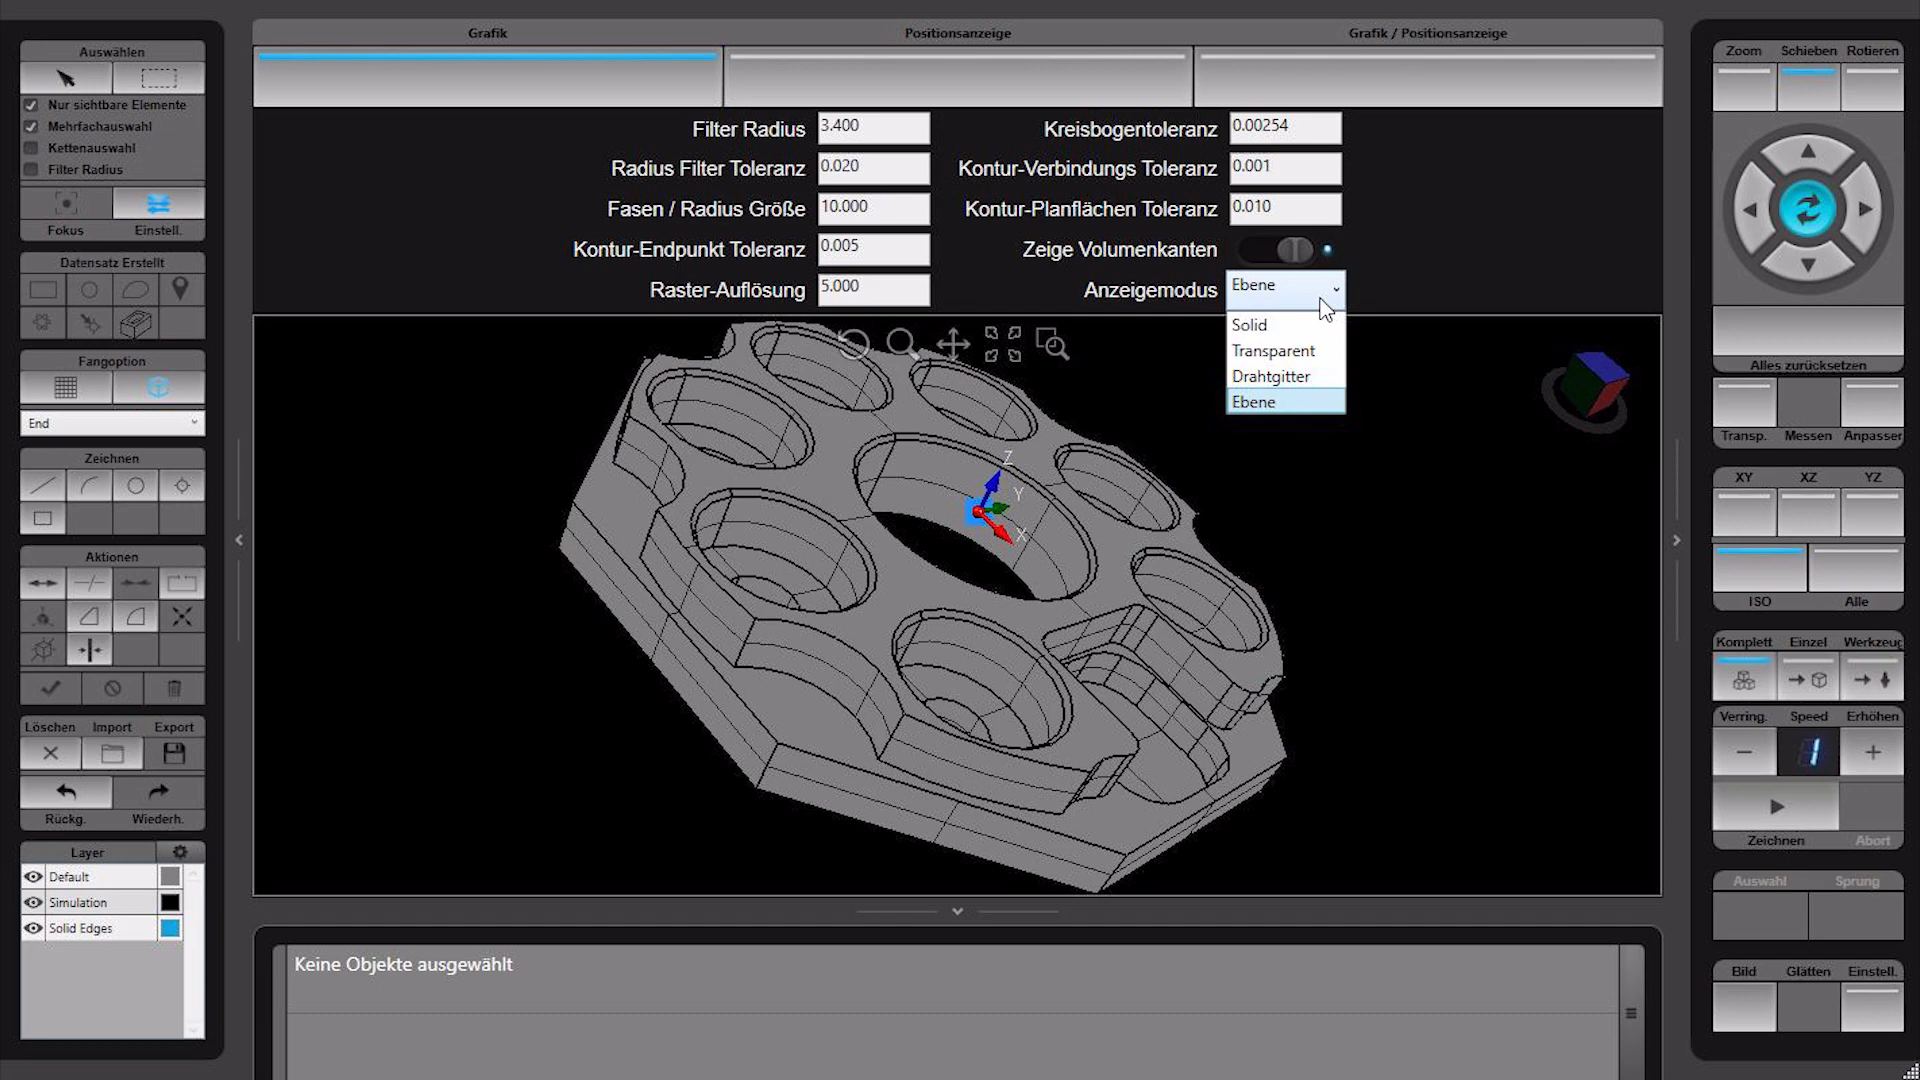 Auswählen
Nur sichtbare Elemente
Mehrfachauswahl
Kettenauswahl
Filter Radius
Fokus
Einstell.
Datensatz Erstellt
Fangoption
End
Zeichnen
Aktionen
Löschen
Import
Export
Rückg.
Wiederh.
Layer
Default
Simulation
Solid Edges
Grafik
Positionsanzeige
Grafik / Positionsanzeige
Filter Radius
3.400
Kreisbogentoleranz
0.00254
Radius Filter Toleranz
0.020
Kontur-Verbindungs Toleranz
0.001
Fasen / Radius Größe
10.000
Kontur-Planflächen Toleranz
0.010
Kontur-Endpunkt Toleranz
0.005
Zeige Volumenkanten
Raster-Auflösung
5.000
Anzeigemodus
Ebene
Solid
Transparent
Drahtgitter
Ebene
Z
Y
X
Keine Objekte ausgewählt
Zoom
Schieben
Rotieren
Alles zurücksetzen
Transp.
Messen
Anpasser
XY
XZ
YZ
ISO
Alle
Komplett
Einzel
Werkzeug
Verring.
Speed
Erhöhen
1
Zeichnen
Abort
Auswahl
Sprung
Bild
Glätten
Einstell.